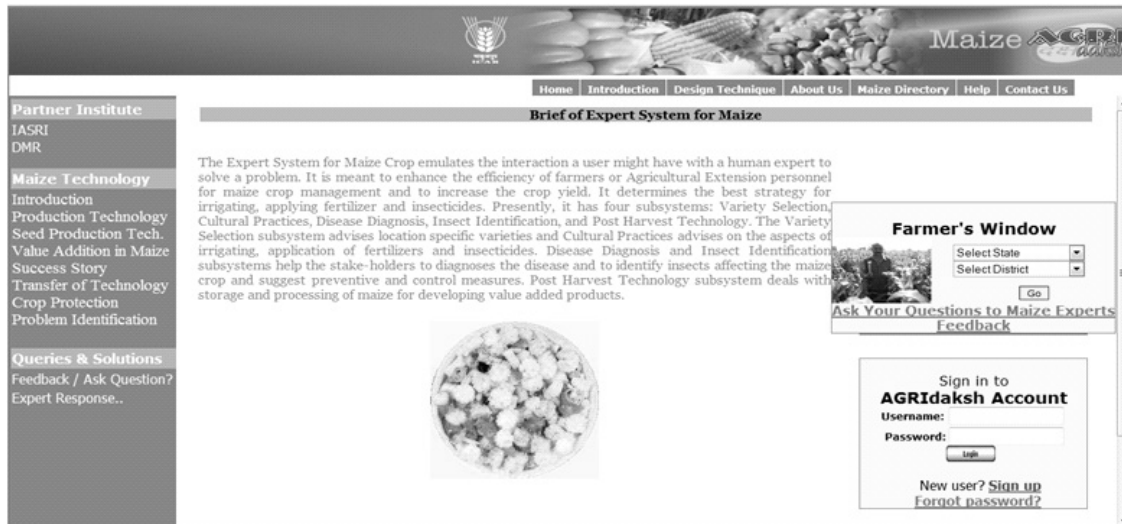 Maize AGRI
daksh
Home Introduction Design Technique About Us Maize Directory Help Contact Us
Partner Institute
IASRI
DMR
Maize Technology
Introduction
Production Technology
Seed Production Tech.
Value Addition in Maize
Success Story
Transfer of Technology
Crop Protection
Problem Identification
Queries & Solutions
Feedback / Ask Question?
Expert Response..
Brief of Expert System for Maize
The Expert System for Maize Crop emulates the interaction a user might have with a human expert to
solve a problem. It is meant to enhance the efficiency of farmers or Agricultural Extension personnel
for maize crop management and to increase the crop yield. It determines the best strategy for
irrigating, applying fertilizer and insecticides. Presently, it has four subsystems: Variety Selection,
Cultural Practices, Disease Diagnosis, Insect Identification, and Post Harvest Technology. The Variety
Selection subsystem advises location specific varieties and Cultural Practices advises on the aspects of
irrigating, application of fertilizers and insecticides. Disease Diagnosis and Insect Identification
subsystems help the stake-holders to diagnoses the disease and to identify insects affecting the maize
crop and suggest preventive and control measures. Post Harvest Technology subsystem deals with
storage and processing of maize for developing value added products.
Farmer's Window
Select State
Select District
Go
Ask Your Questions to Maize Experts
Feedback
Sign in to
AGRIdaksh Account
Username:
Password:
Login
New user? Sign up
Forgot password?